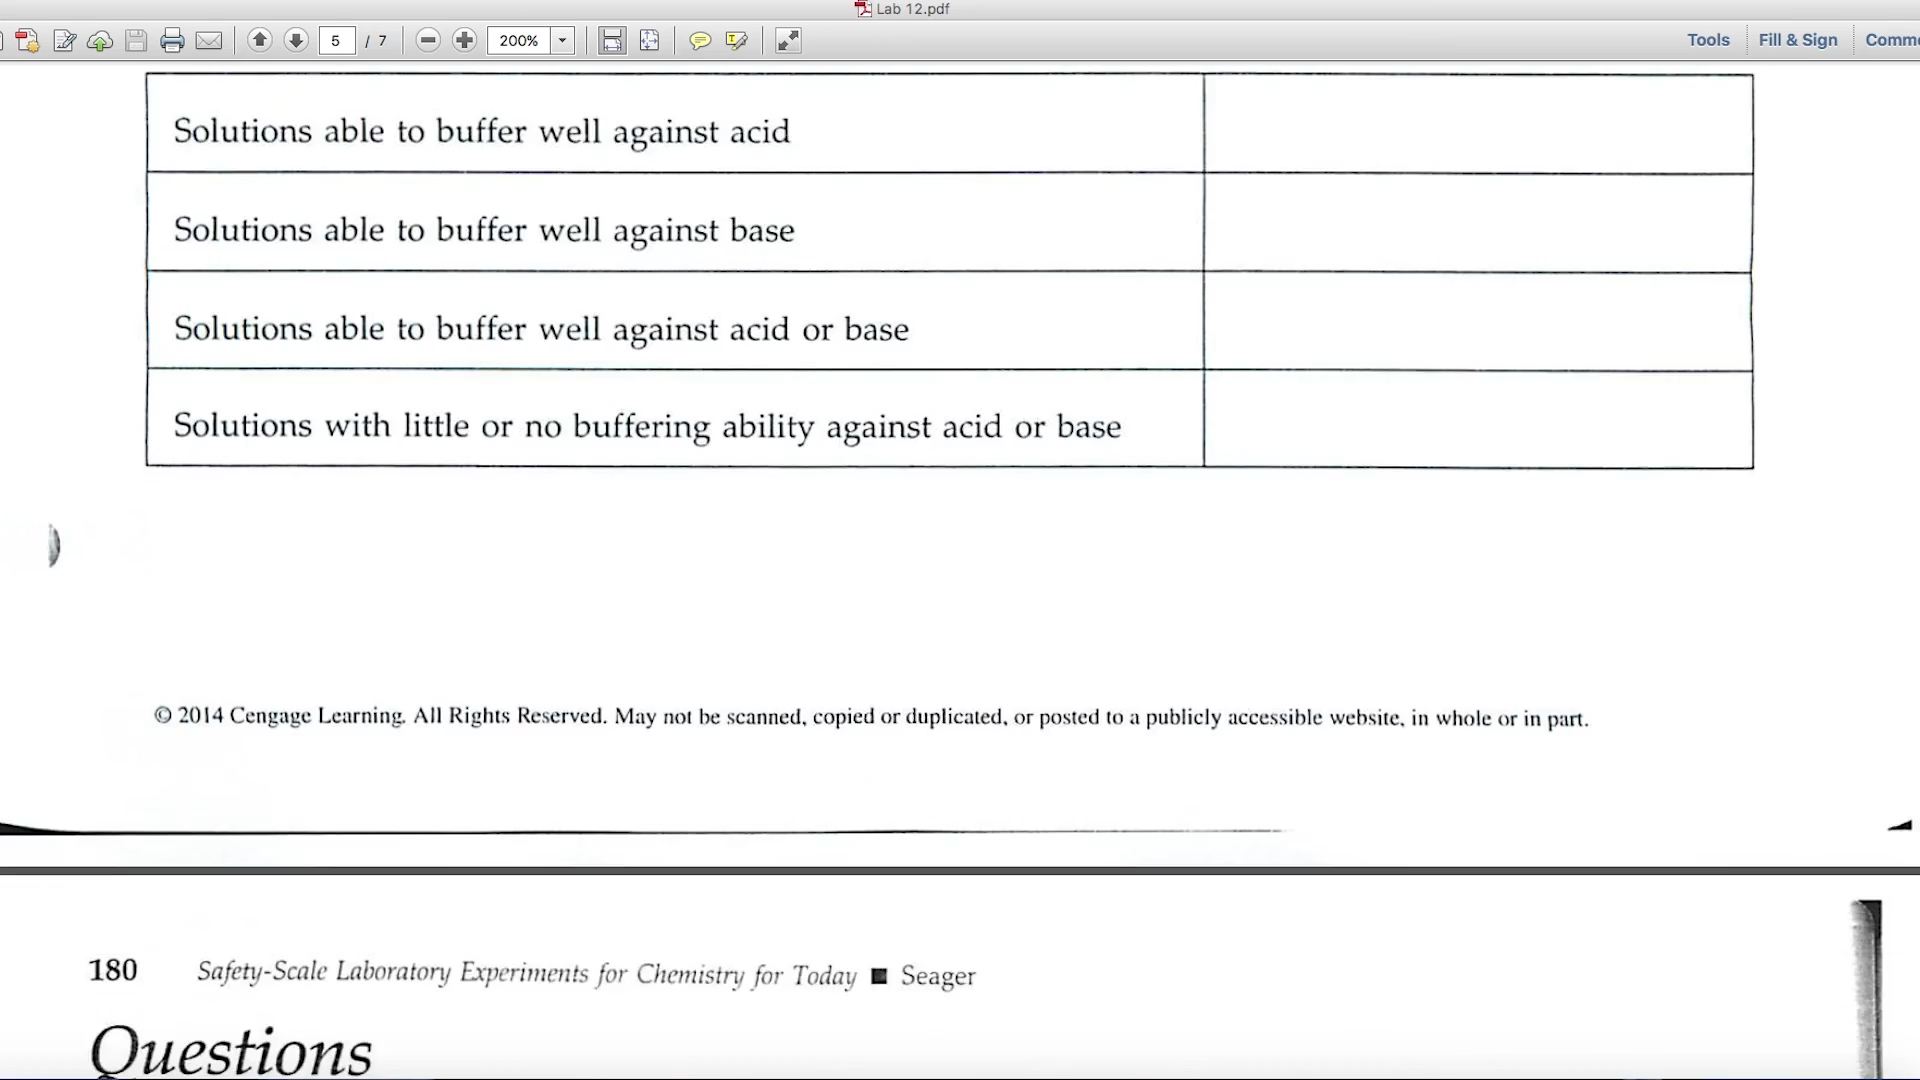 Lab 12.pdf
5 / 7 200% Tools Fill & Sign Comme
Solutions able to buffer well against acid
Solutions able to buffer well against base
Solutions able to buffer well against acid or base
Solutions with little or no buffering ability against acid or base
© 2014 Cengage Learning. All Rights Reserved. May not be scanned, copied or duplicated, or posted to a publicly accessible website, in whole or in part.
180 Safety-Scale Laboratory Experiments for Chemistry for Today ■ Seager
Questions